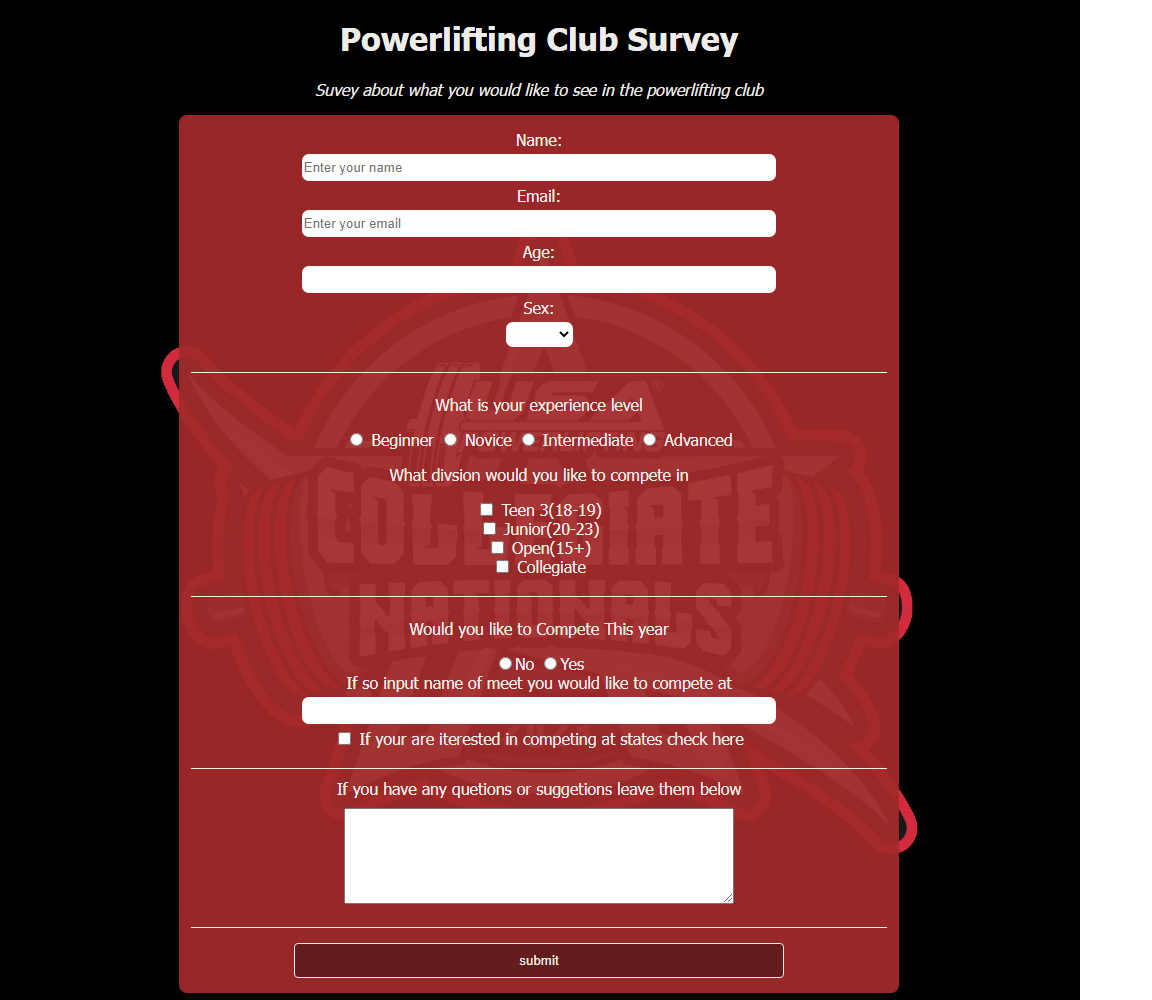 Powerlifting Club Survey
Suvey about what you would like to see in the powerlifting club
Name:
Enter your name
Email:
Enter your email
Age:
Sex:
USA ®
POWERLIFTING
What is your experience level
Beginner Novice Intermediate Advanced
What divsion would you like to compete in
COLLEGIATE
Teen 3(18-19)
Junior(20-23)
Open(15+)
Collegiate
NATIONALS
Would you like to Compete This year
No Yes
If so input name of meet you would like to compete at
If your are iterested in competing at states check here
If you have any quetions or suggetions leave them below
submit